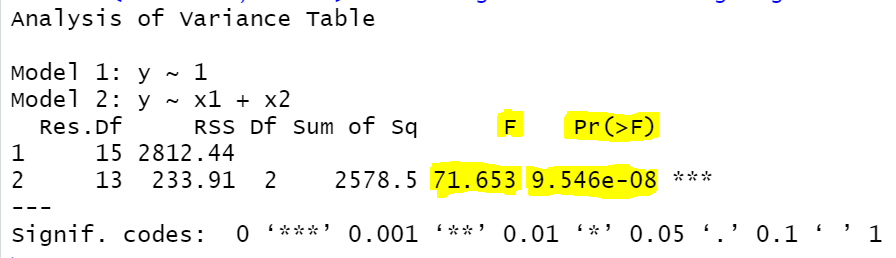 Analysis of Variance Table
Model 1: y ~ 1
Model 2: y ~ x1 + x2
Res.Df RSS Df Sum of Sq F Pr(>F)
1 15 2812.44
2 13 233.91 2 2578.5 71.653 9.546e-08 ***
---
Signif. codes: 0 ‘***’ 0.001 ‘**’ 0.01 ‘*’ 0.05 ‘.’ 0.1 ‘ ’ 1